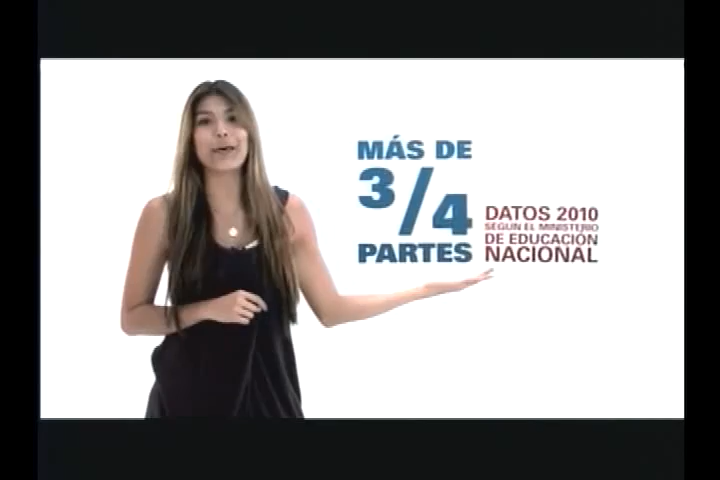 MÁS DE
3/4
PARTES
DATOS 2010
SEGÚN EL MINISTERIO
DE EDUCACIÓN
NACIONAL